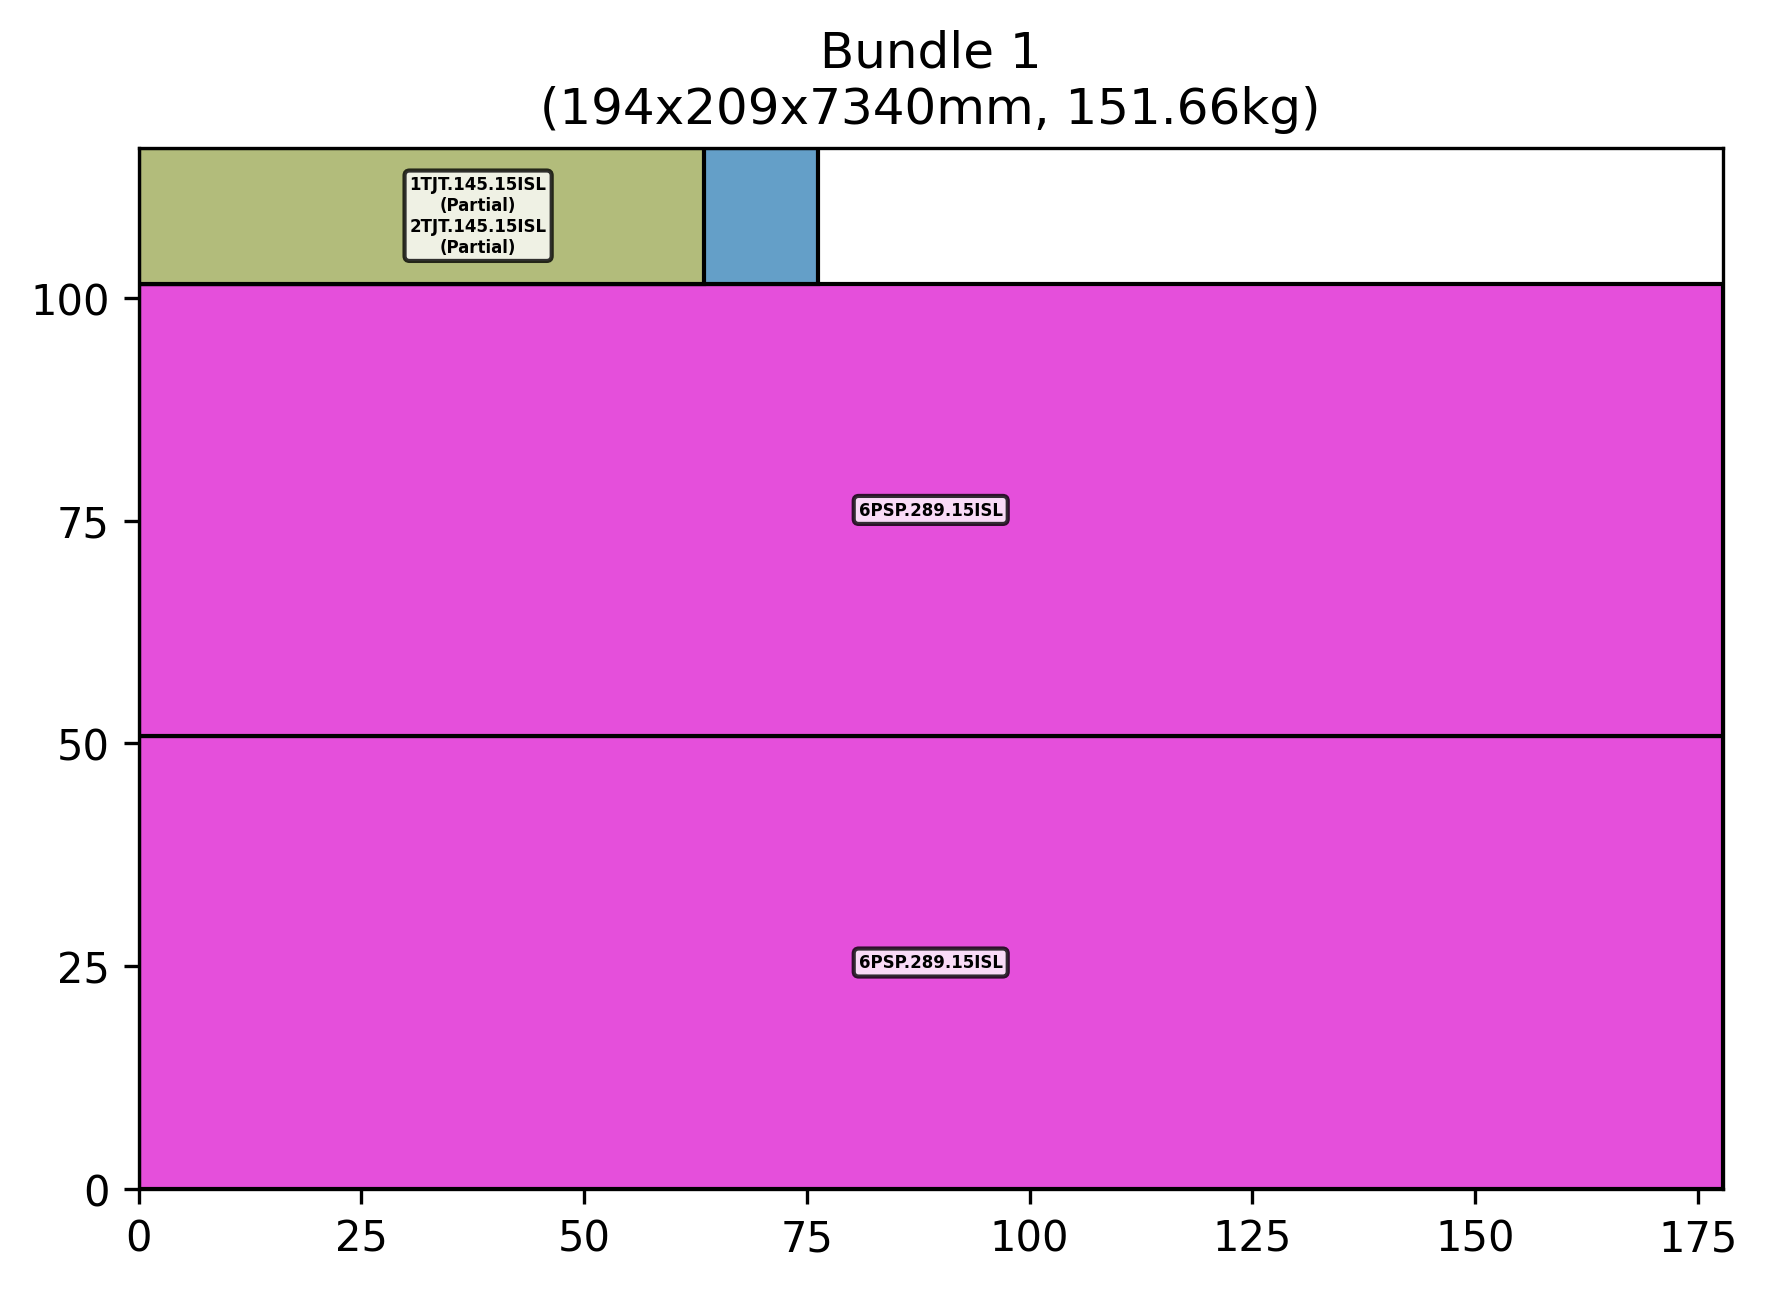 Bundle 1
(194x209x7340mm, 151.66kg)
1TJT.145.15ISL
(Partial)
2TJT.145.15ISL
(Partial)
100
6PSP.289.15ISL
75
50
6PSP.289.15ISL
25
0
0 25 50 75 100 125 150 175